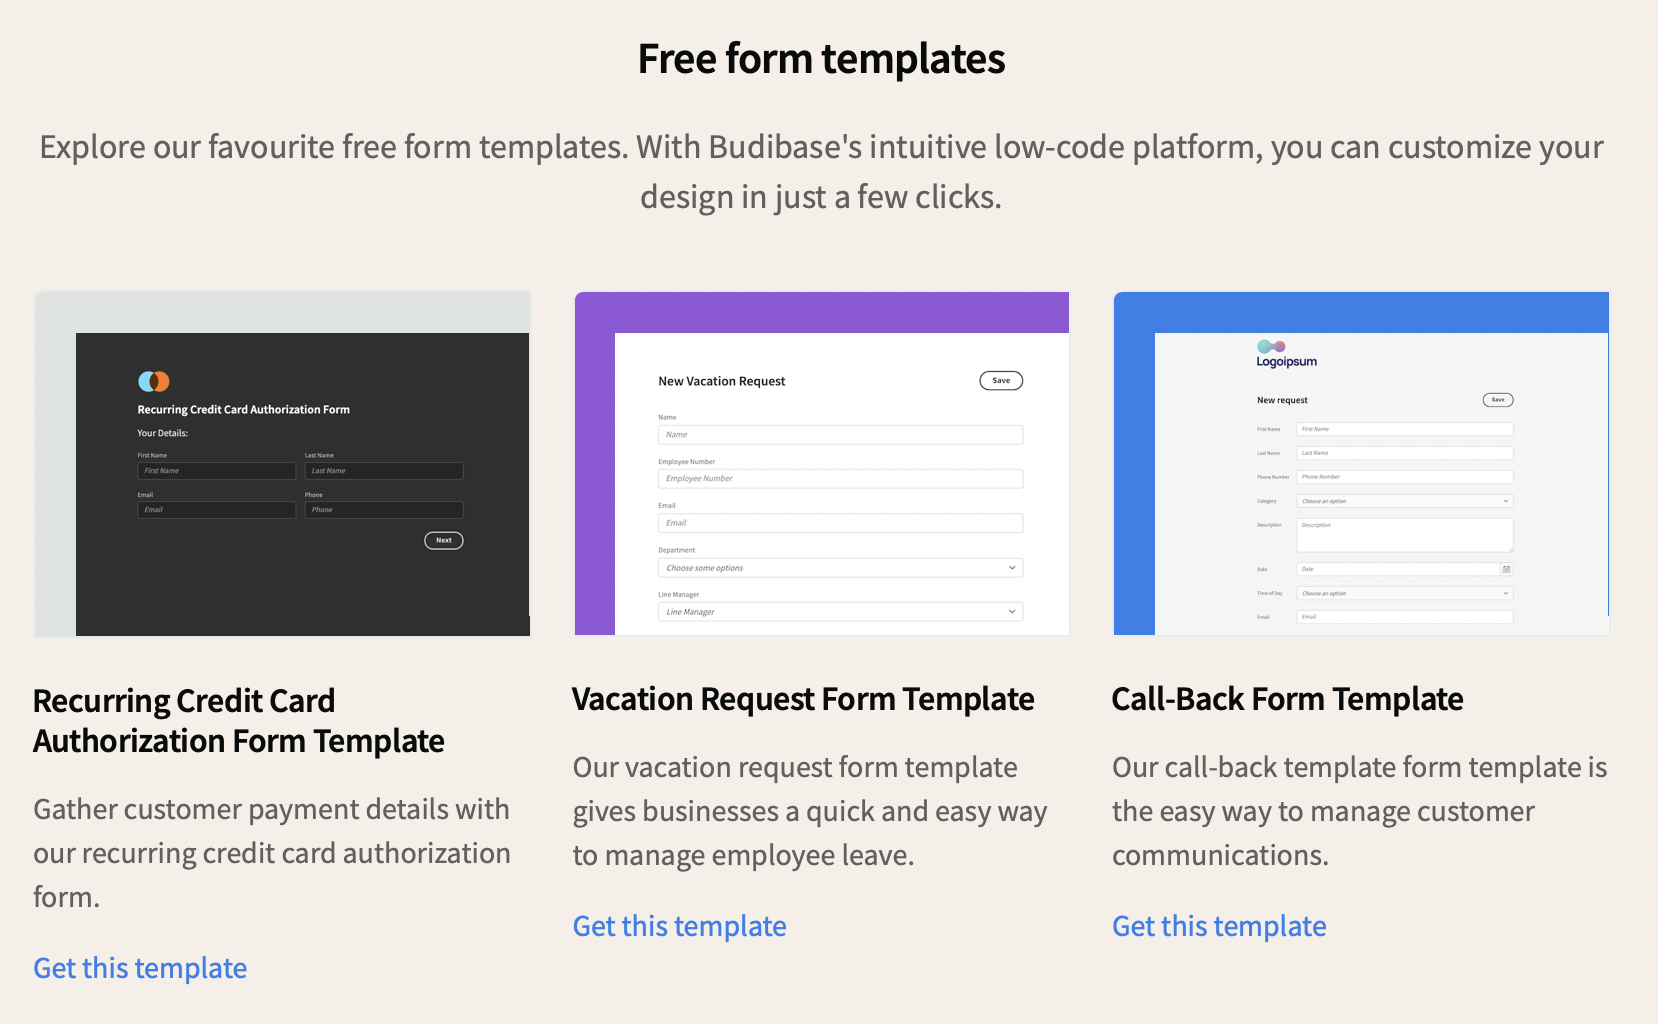 Free form templates
Explore our favourite free form templates. With Budibase's intuitive low-code platform, you can customize your
design in just a few clicks.
Recurring Credit Card Authorization Form
Your Details:
First Name
Last Name
First Name
Last Name
Email
Phone
Email
Phone
Next
Recurring Credit Card
Authorization Form Template
Gather customer payment details with
our recurring credit card authorization
form.
Get this template
New Vacation Request
Save
Name
Name
Employee Number
Employee Number
Email
Email
Department
Choose some options
Line Manager
Line Manager
Vacation Request Form Template
Our vacation request form template
gives businesses a quick and easy way
to manage employee leave.
Get this template
Logoipsum
New request
Save
First Name
First Name
Last Name
Last Name
Phone Number
Phone Number
Category
Choose an option
Description
Description
Date
Date
Time of Day
Choose an option
Email
Email
Call-Back Form Template
Our call-back template form template is
the easy way to manage customer
communications.
Get this template